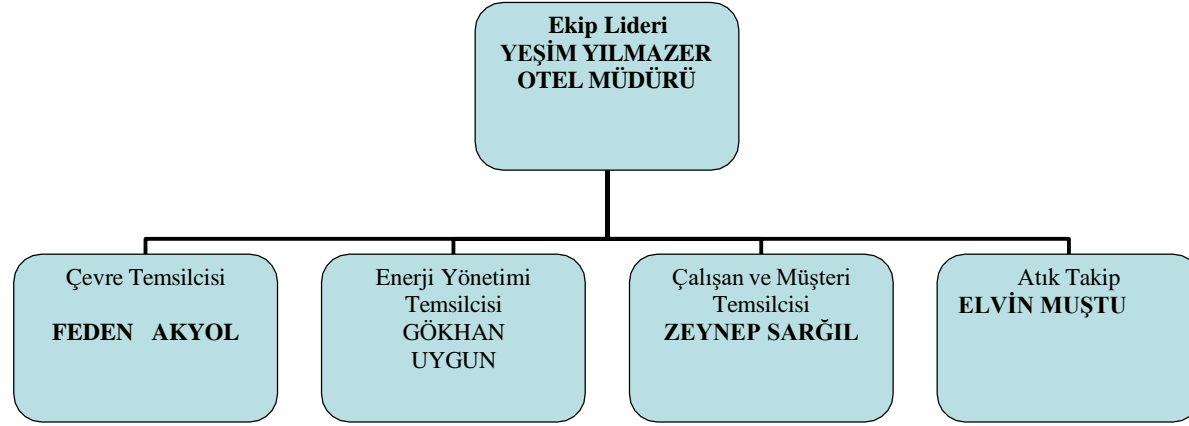 Ekip Lideri
YEŞİM YILMAZER
OTEL MÜDÜRÜ
Çevre Temsilcisi
FEDEN AKYOL
Enerji Yönetimi
Temsilcisi
GÖKHAN
UYGUN
Çalışan ve Müşteri
Temsilcisi
ZEYNEP SARĞIL
Atık Takip
ELVİN MUŞTU